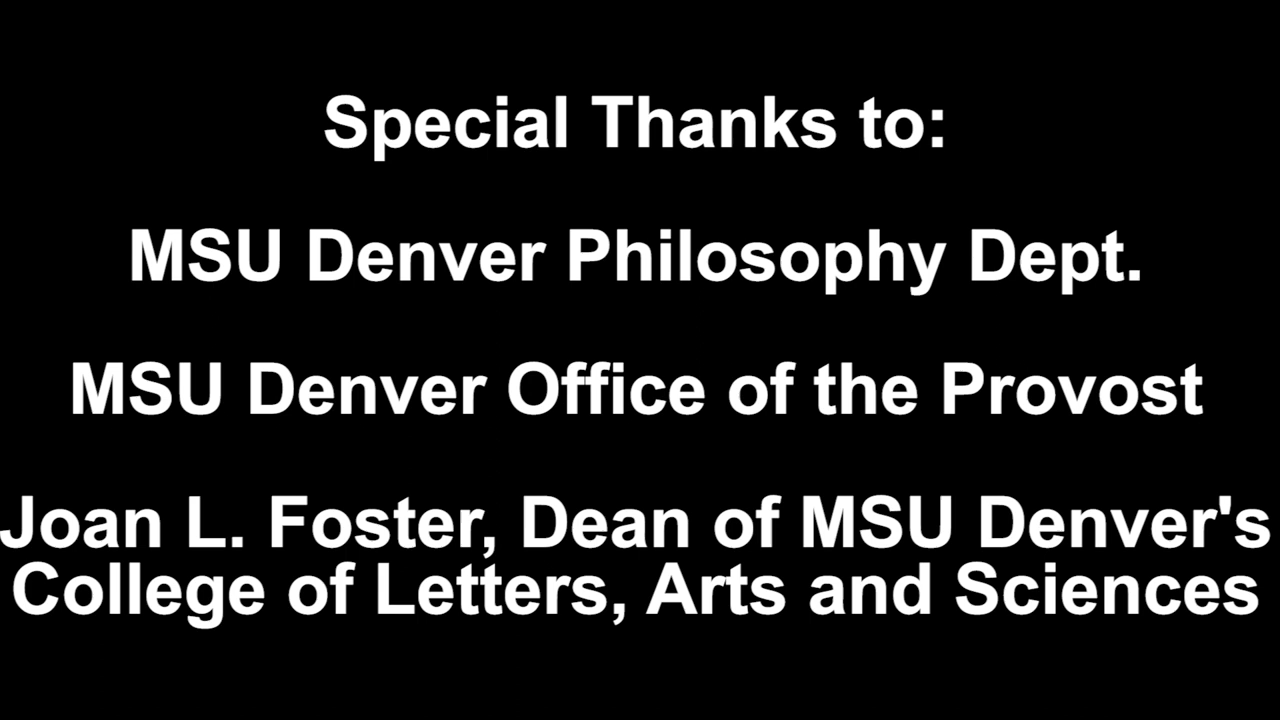 Special Thanks to:
MSU Denver Philosophy Dept.
MSU Denver Office of the Provost
Joan L. Foster, Dean of MSU Denver's
College of Letters, Arts and Sciences